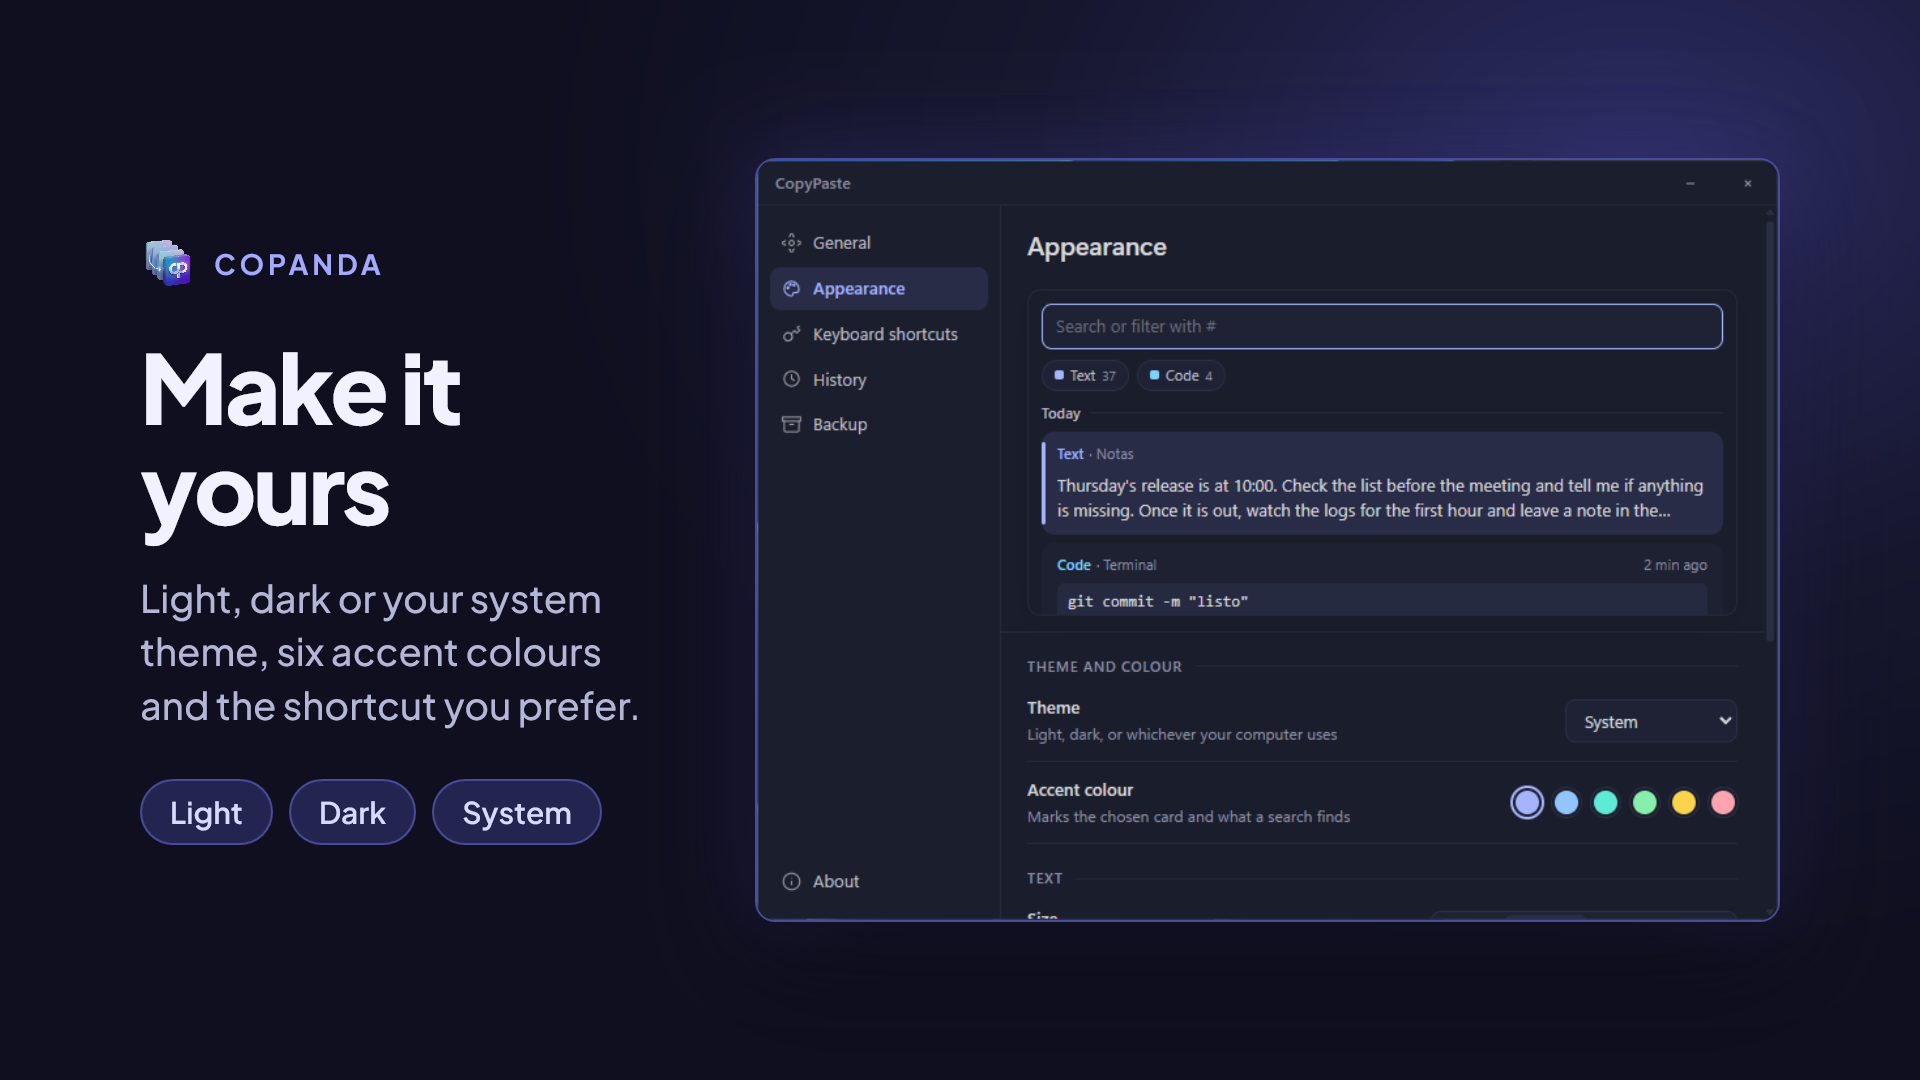 COPANDA
Make it
yours
Light, dark or your system
theme, six accent colours
and the shortcut you prefer.
Light
Dark
System
CopyPaste
General
Appearance
Keyboard shortcuts
History
Backup
About
Appearance
Search or filter with #
Text 37
Code 4
Today
Text · Notas
Thursday's release is at 10:00. Check the list before the meeting and tell me if anything
is missing. Once it is out, watch the logs for the first hour and leave a note in the...
Code · Terminal
2 min ago
git commit -m "listo"
THEME AND COLOUR
Theme
Light, dark, or whichever your computer uses
System
Accent colour
Marks the chosen card and what a search finds
TEXT
Size